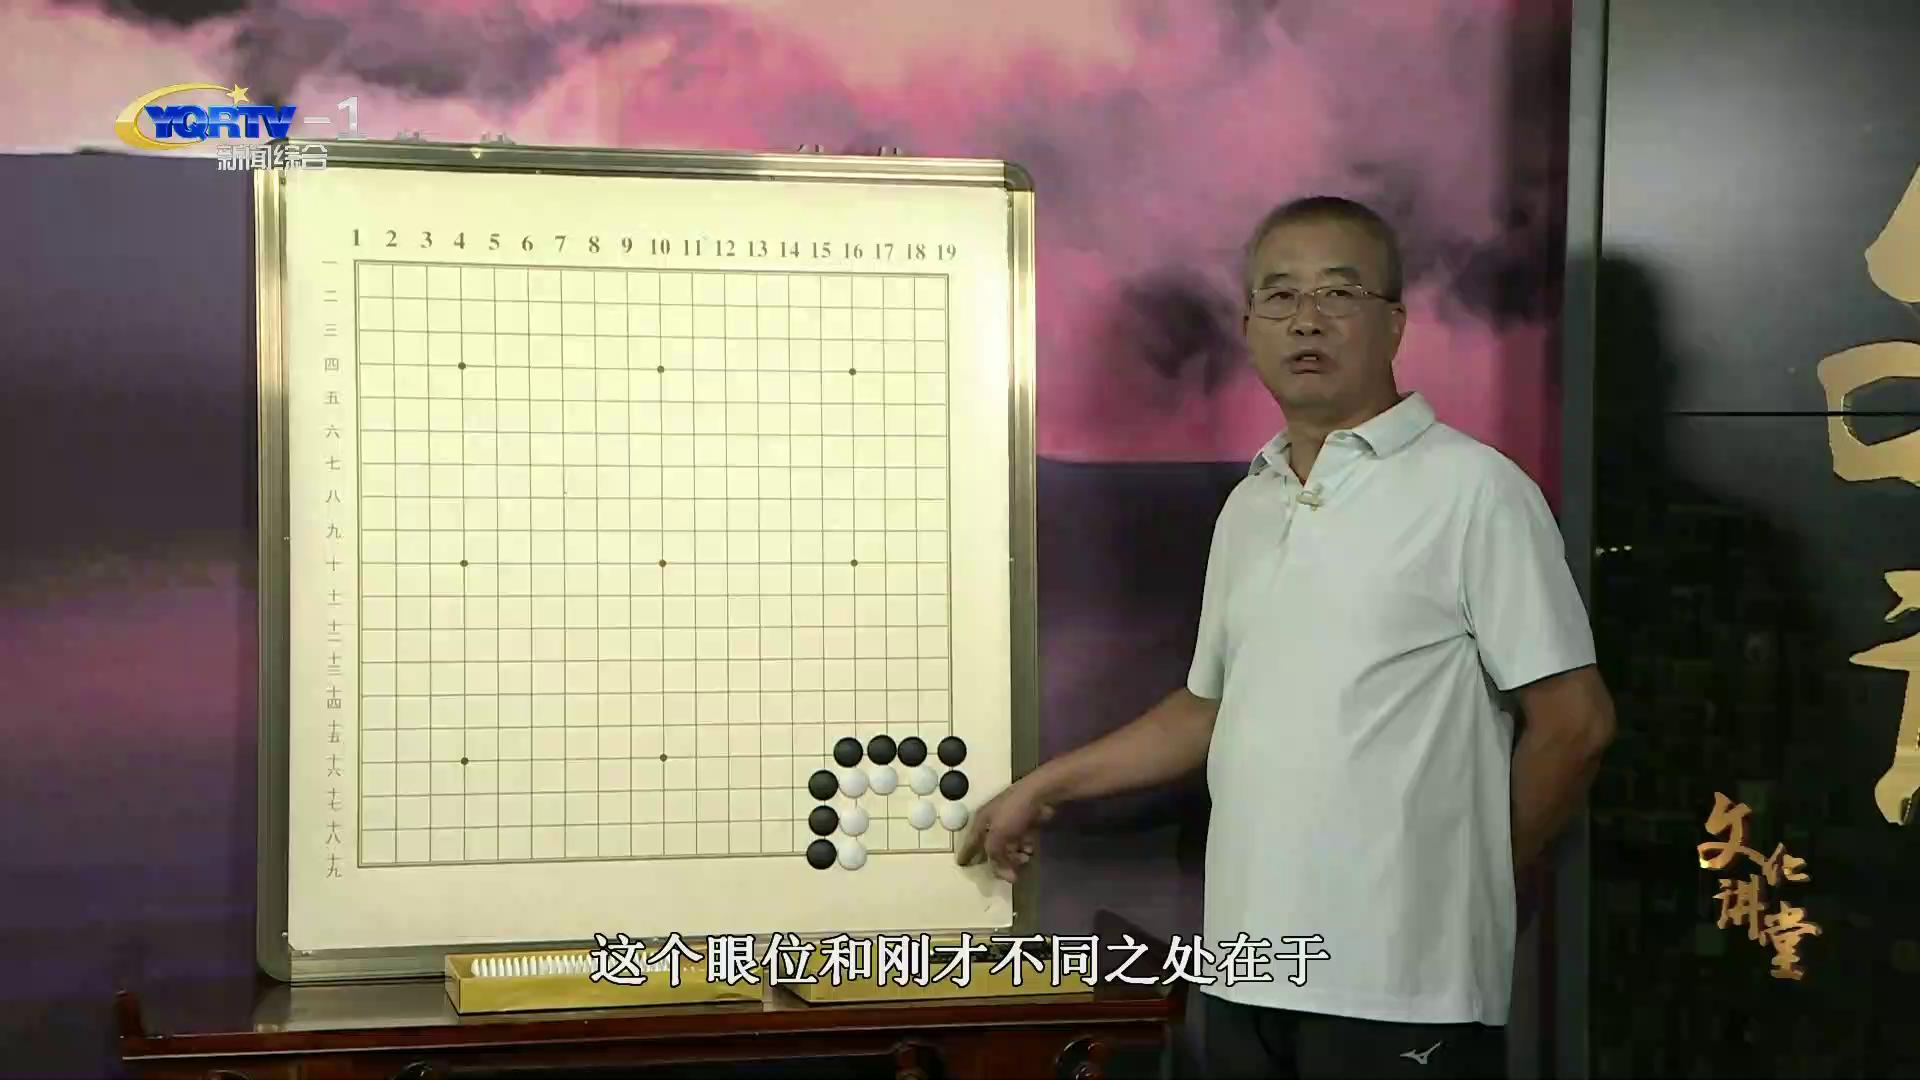 YQRTV-1
新闻综合
1 2 3 4 5 6 7 8 9 10 11 12 13 14 15 16 17 18 19
一
二
三
四
五
六
七
八
九
十
十一
十二
十三
十四
十五
十六
十七
十八
十九
文化
讲堂
这个眼位和刚才不同之处在于